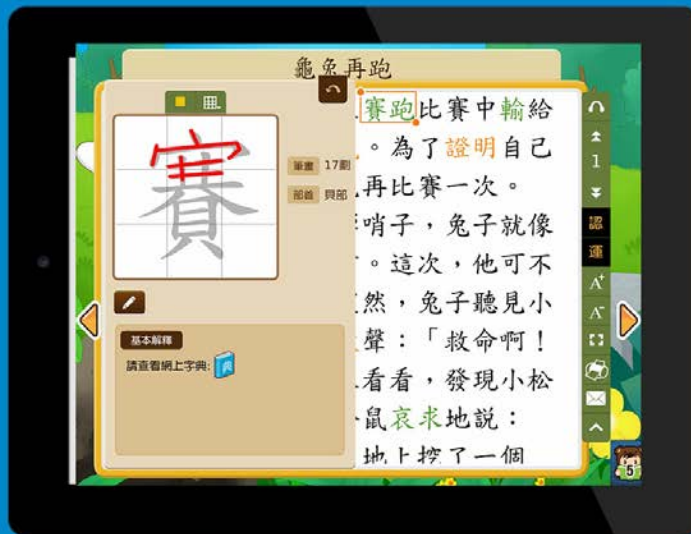 龜兔再跑
筆畫 17劃
部首 貝部
基本解釋
請查看網上字典:
賽
賽跑比賽中輸給
。為了證明自己
再比賽一次。
哨子，兔子就像
。這次，他可不
然，兔子聽見小
聲：「救命啊！
看看，發現小松
鼠哀求地説：
地上挖了一個
1
認
運
A+
A-
5